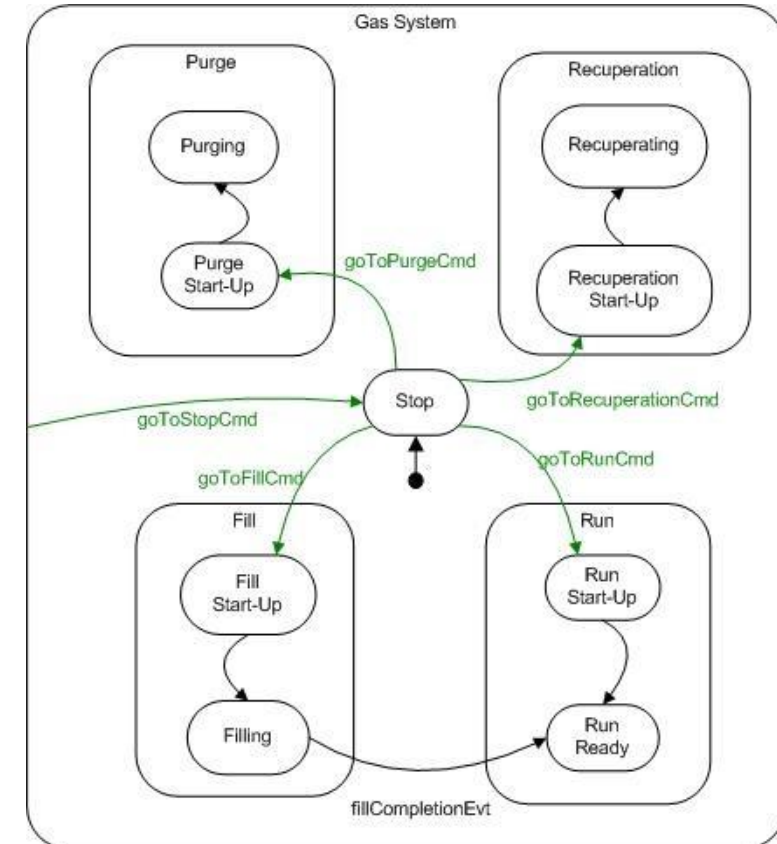 Gas System
Purge
Recuperation
Purging
Recuperating
Purge
Start-Up
goToPurgeCmd
Recuperation
Start-Up
Stop
goToRecuperationCmd
goToStopCmd
goToFillCmd
goToRunCmd
Fill
Run
Fill
Start-Up
Run
Start-Up
Filling
Run
Ready
fillCompletionEvt